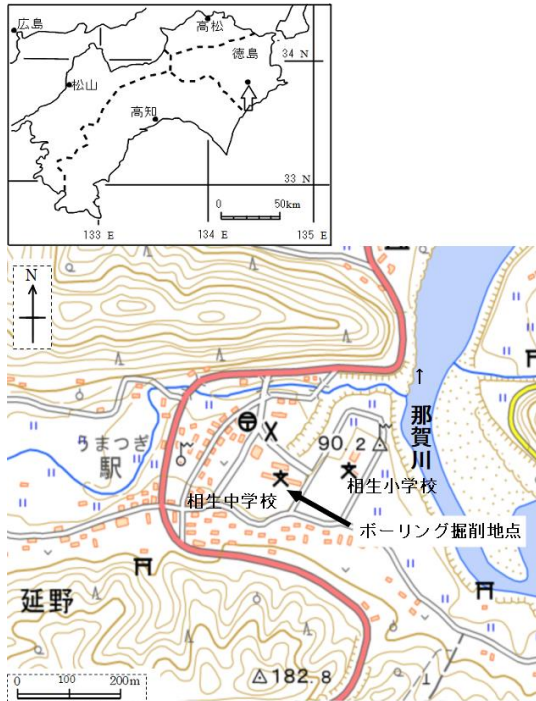 広島
高松
徳島
34 N
松山
高知
33 N
0 50km
133 E 134 E 135 E
N
うまつぎ
駅
90.2
↑
那賀川
相生中学校
相生小学校
ボーリング掘削地点
延野
182.8
0 100 200m